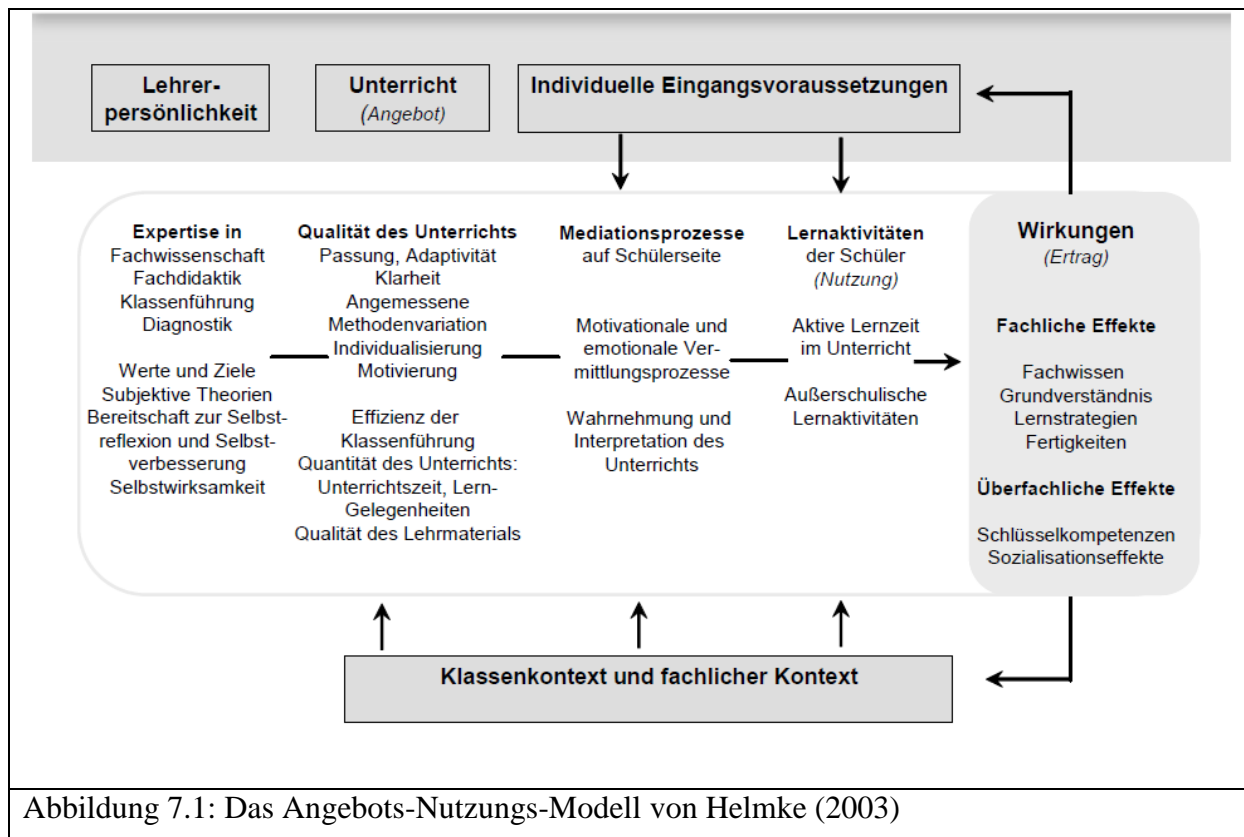 Lehrer-
persönlichkeit
Unterricht
(Angebot)
Individuelle Eingangsvoraussetzungen
Expertise in
Fachwissenschaft
Fachdidaktik
Klassenführung
Diagnostik
Werte und Ziele
Subjektive Theorien
Bereitschaft zur Selbst-
reflexion und Selbst-
verbesserung
Selbstwirksamkeit
Qualität des Unterrichts
Passung, Adaptivität
Klarheit
Angemessene
Methodenvariation
Individualisierung
Motivierung
Effizienz der
Klassenführung
Quantität des Unterrichts:
Unterrichtszeit, Lern-
Gelegenheiten
Qualität des Lehrmaterials
Mediationsprozesse
auf Schülerseite
Motivationale und
emotionale Ver-
mittlungsprozesse
Wahrnehmung und
Interpretation des
Unterrichts
Lernaktivitäten
der Schüler
(Nutzung)
Aktive Lernzeit
im Unterricht
Außerschulische
Lernaktivitäten
Wirkungen
(Ertrag)
Fachliche Effekte
Fachwissen
Grundverständnis
Lernstrategien
Fertigkeiten
Überfachliche Effekte
Schlüsselkompetenzen
Sozialisationseffekte
Klassenkontext und fachlicher Kontext
Abbildung 7.1: Das Angebots-Nutzungs-Modell von Helmke (2003)